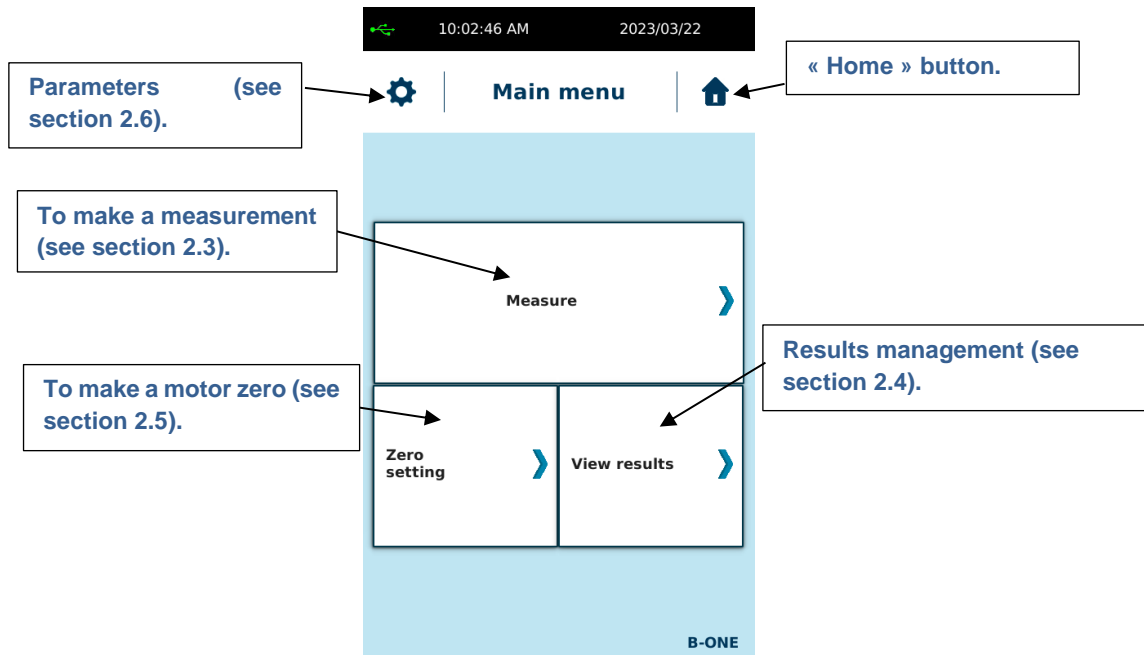 10:02:46 AM 2023/03/22
« Home » button.
Parameters (see
section 2.6).
Main menu
To make a measurement
(see section 2.3).
Measure
Results management (see
section 2.4).
To make a motor zero (see
section 2.5).
Zero
setting
View results
B-ONE